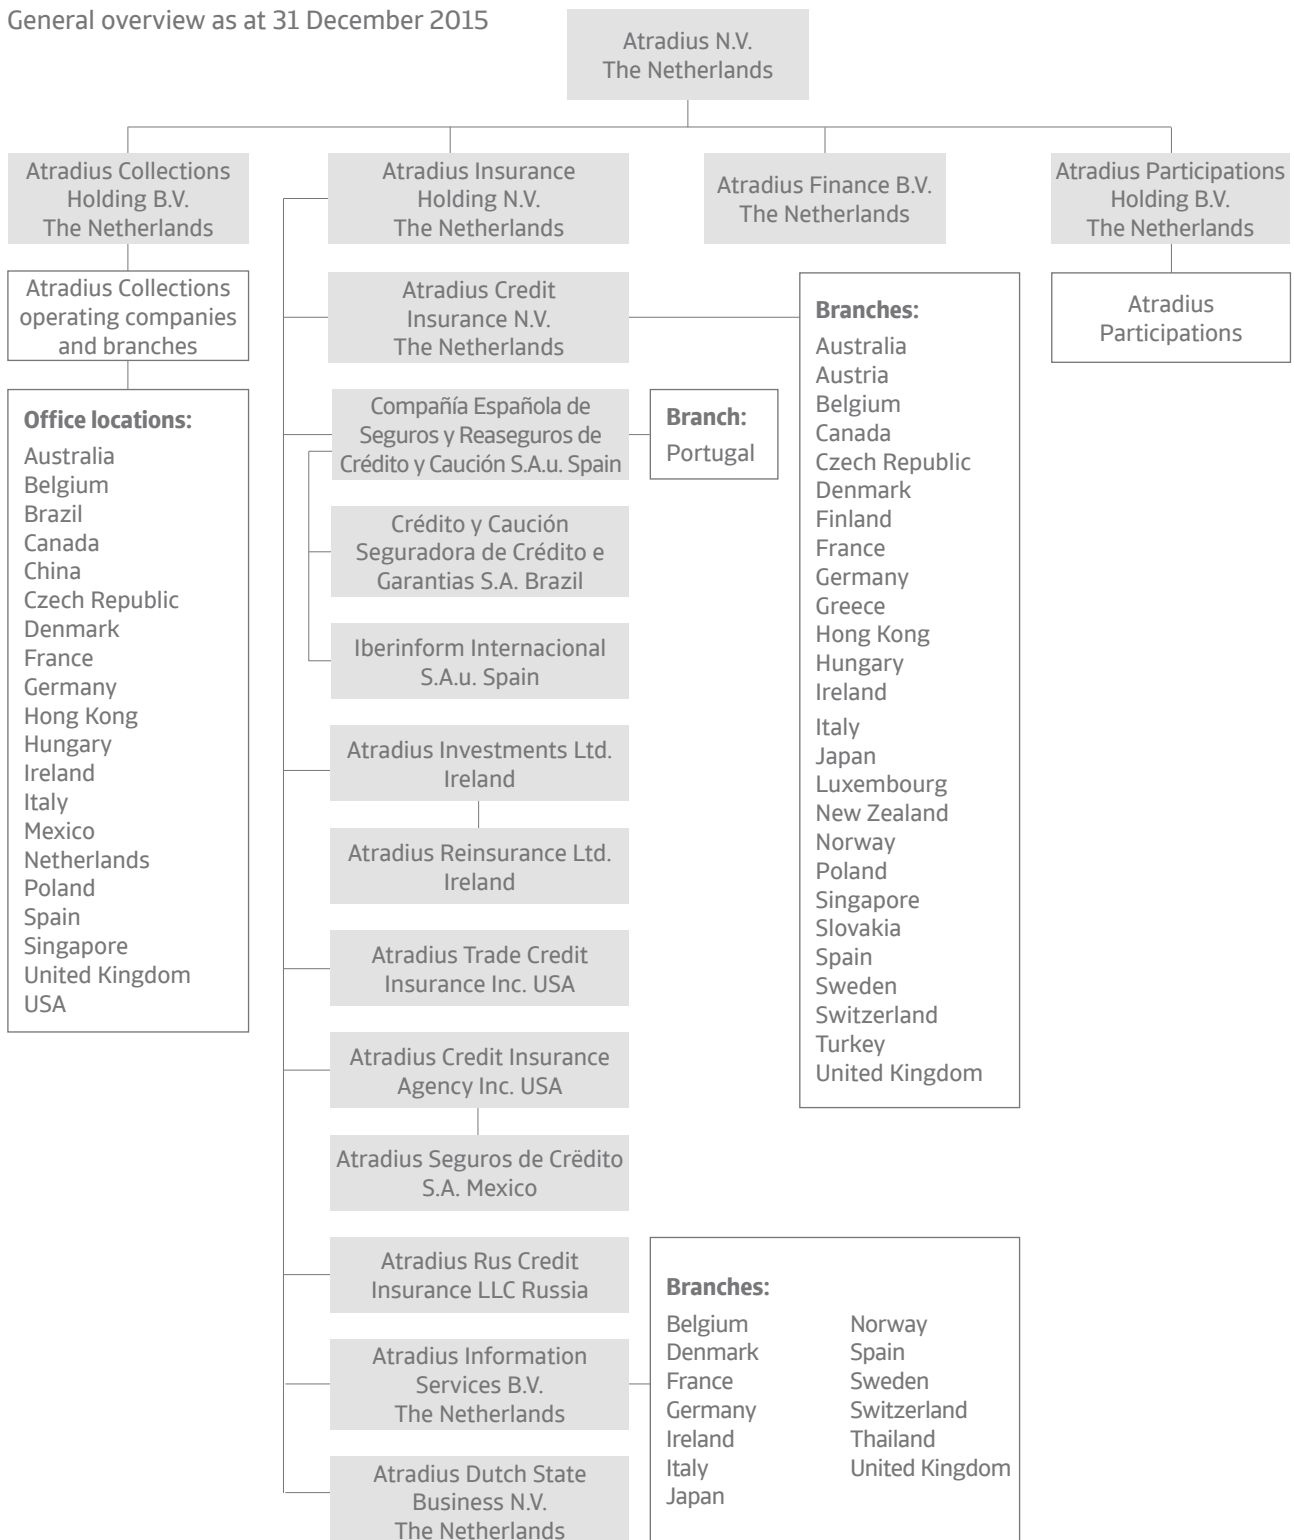 General overview as at 31 December 2015
Atradius N.V.
The Netherlands
Atradius Collections
Holding B.V.
The Netherlands
Atradius Insurance
Holding N.V.
The Netherlands
Atradius Finance B.V.
The Netherlands
Atradius Participations
Holding B.V.
The Netherlands
Atradius Collections
operating companies
and branches
Office locations:
Australia
Belgium
Brazil
Canada
China
Czech Republic
Denmark
France
Germany
Hong Kong
Hungary
Ireland
Italy
Mexico
Netherlands
Poland
Spain
Singapore
United Kingdom
USA
Atradius Credit
Insurance N.V.
The Netherlands
Compañía Española de
Seguros y Reaseguros de
Crédito y Caución S.A.u. Spain
Branch:
Portugal
Crédito y Caución
Seguradora de Crédito e
Garantias S.A. Brazil
Iberinform Internacional
S.A.u. Spain
Atradius Investments Ltd.
Ireland
Atradius Reinsurance Ltd.
Ireland
Atradius Trade Credit
Insurance Inc. USA
Atradius Credit Insurance
Agency Inc. USA
Atradius Seguros de Crëdito
S.A. Mexico
Atradius Rus Credit
Insurance LLC Russia
Atradius Information
Services B.V.
The Netherlands
Atradius Dutch State
Business N.V.
The Netherlands
Branches:
Australia
Austria
Belgium
Canada
Czech Republic
Denmark
Finland
France
Germany
Greece
Hong Kong
Hungary
Ireland
Italy
Japan
Luxembourg
New Zealand
Norway
Poland
Singapore
Slovakia
Spain
Sweden
Switzerland
Turkey
United Kingdom
Atradius
Participations
Branches:
Belgium
Denmark
France
Germany
Ireland
Italy
Japan
Norway
Spain
Sweden
Switzerland
Thailand
United Kingdom